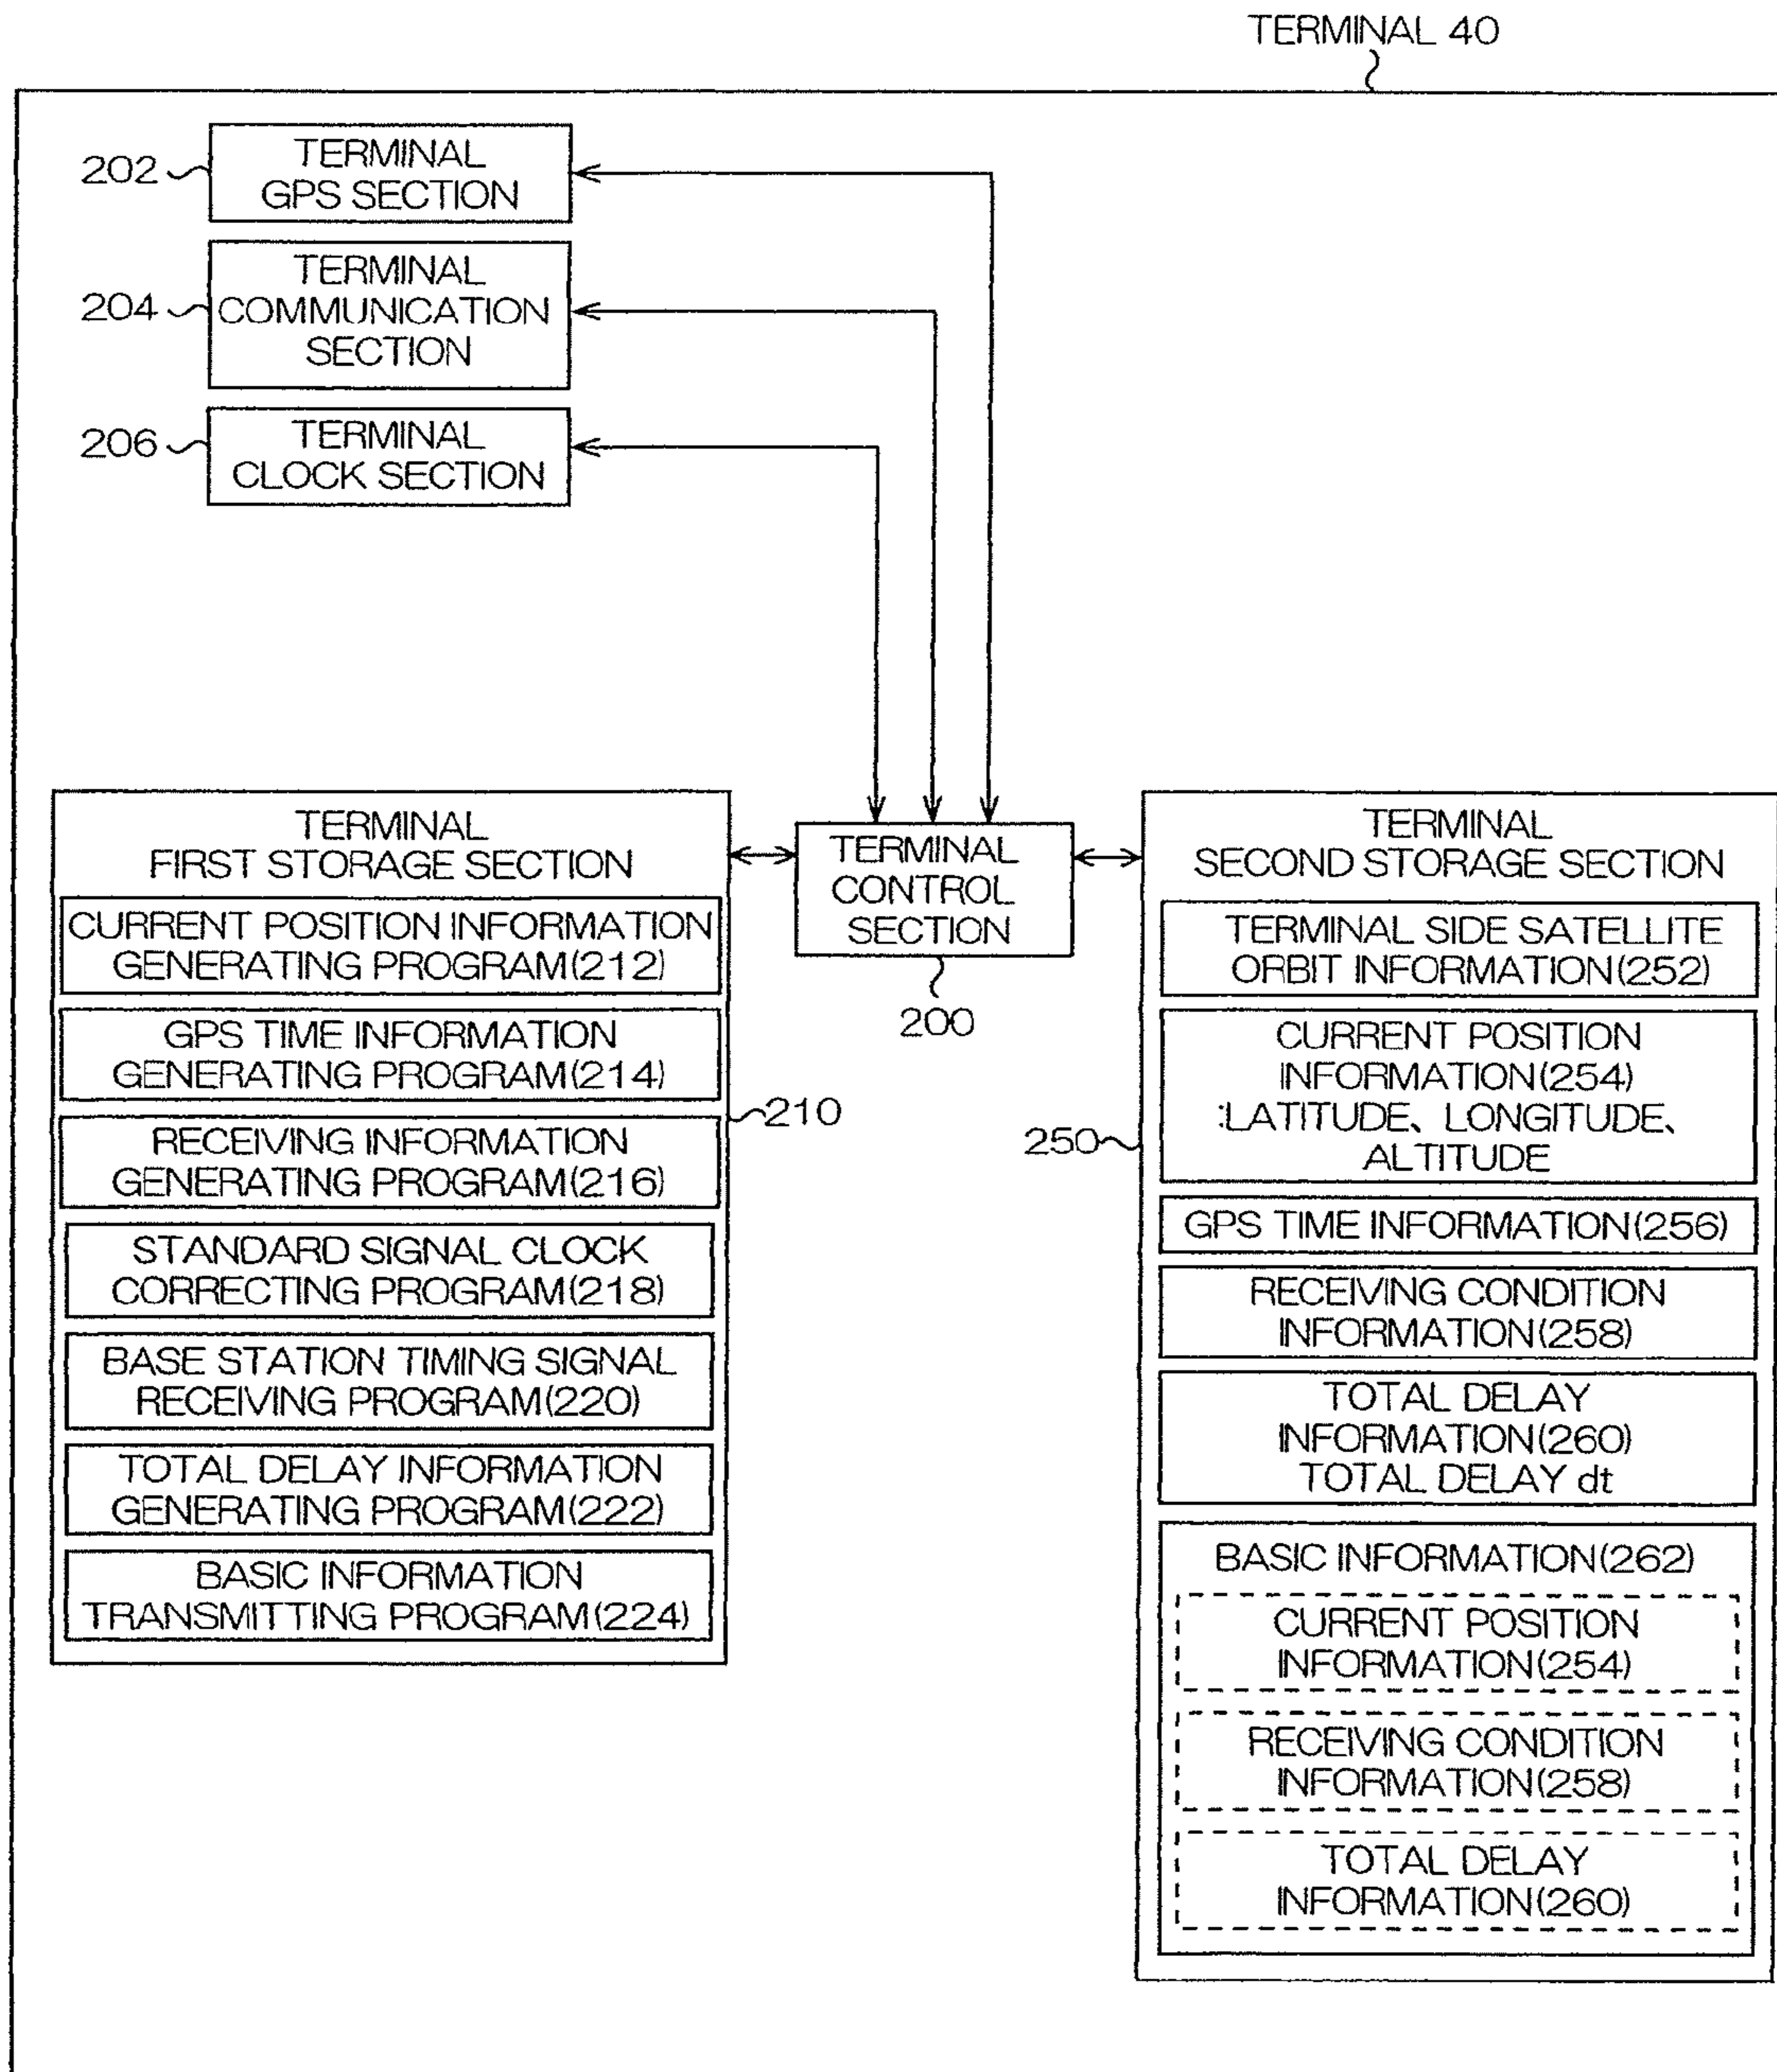 TERMINAL 40
202
TERMINAL
GPS SECTION
204
TERMINAL
COMMUNICATION
SECTION
206
TERMINAL
CLOCK SECTION
TERMINAL
FIRST STORAGE SECTION
CURRENT POSITION INFORMATION
GENERATING PROGRAM(212)
GPS TIME INFORMATION
GENERATING PROGRAM(214)
RECEIVING INFORMATION
GENERATING PROGRAM(216)
STANDARD SIGNAL CLOCK
CORRECTING PROGRAM(218)
BASE STATION TIMING SIGNAL
RECEIVING PROGRAM(220)
TOTAL DELAY INFORMATION
GENERATING PROGRAM(222)
BASIC INFORMATION
TRANSMITTING PROGRAM(224)
210
TERMINAL
CONTROL
SECTION
200
250
TERMINAL
SECOND STORAGE SECTION
TERMINAL SIDE SATELLITE
ORBIT INFORMATION(252)
CURRENT POSITION
INFORMATION(254)
:LATITUDE、LONGITUDE、
ALTITUDE
GPS TIME INFORMATION(256)
RECEIVING CONDITION
INFORMATION(258)
TOTAL DELAY
INFORMATION(260)
TOTAL DELAY dt
BASIC INFORMATION(262)
CURRENT POSITION
INFORMATION(254)
RECEIVING CONDITION
INFORMATION(258)
TOTAL DELAY
INFORMATION(260)